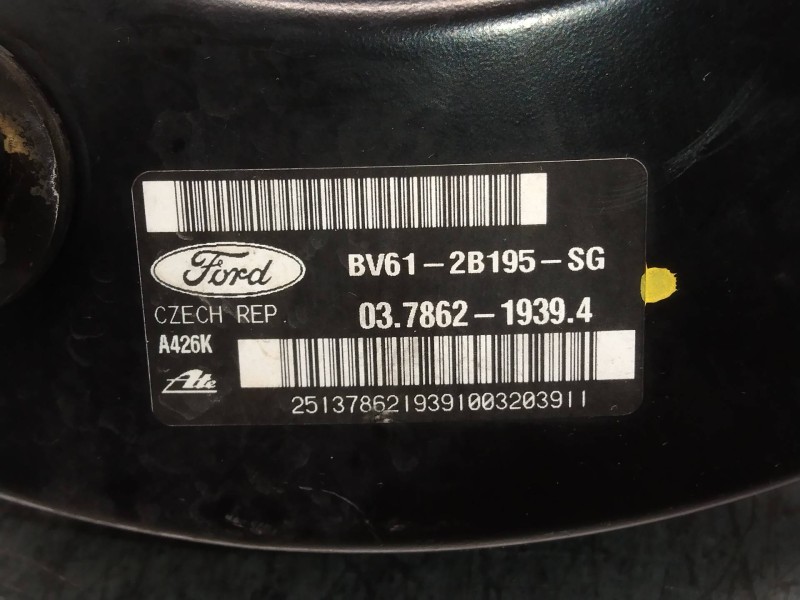 Ford
BV61-2B195-SG
CZECH REP.
03.7862-1939.4
A426K
Ate
2513786219391003203911